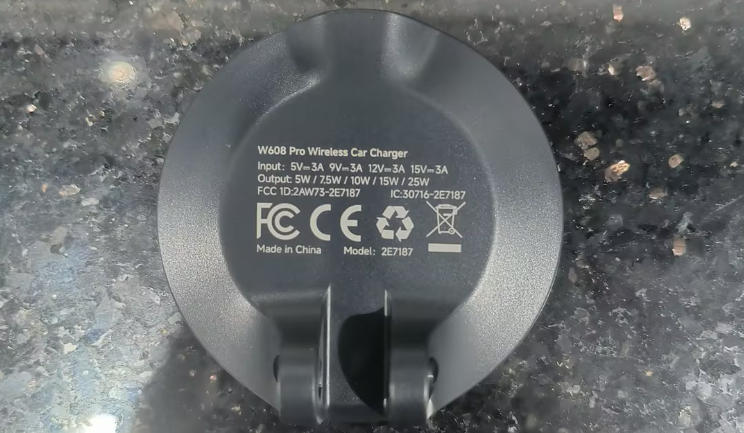 W608 Pro Wireless Car Charger
Input: 5V⎓3A 9V⎓3A 12V⎓3A 15V⎓3A
Output: 5W / 7.5W / 10W / 15W / 25W
FCC 1D:2AW73-2E7187 IC:30716-2E7187
FC CE
Made in China Model: 2E7187